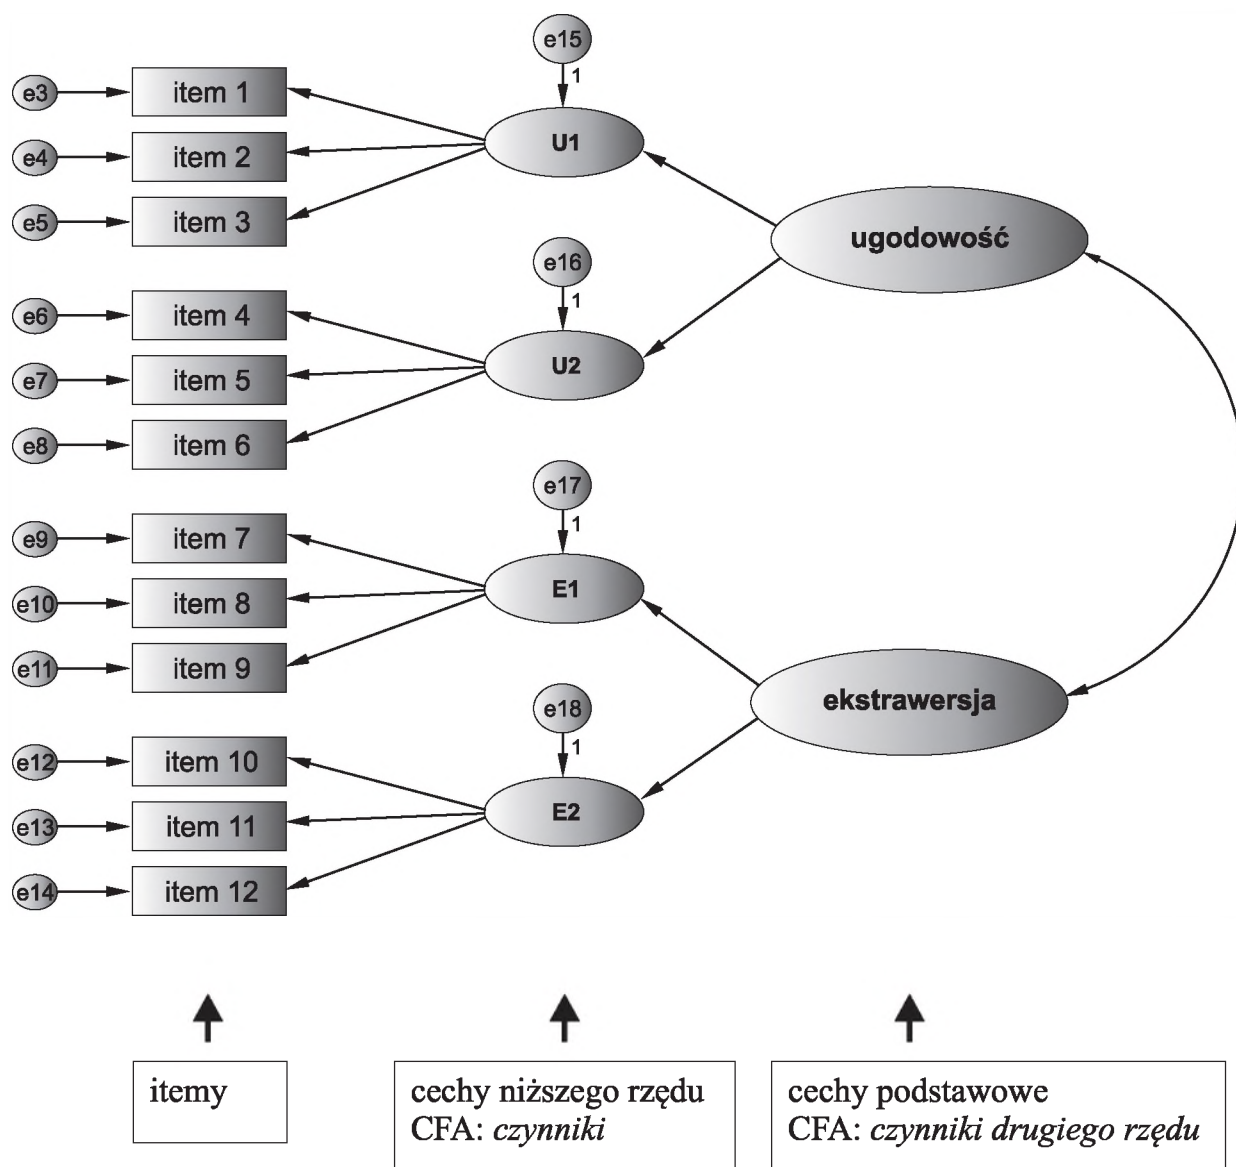 e15
1
e3
item 1
e4
item 2
U1
e5
item 3
ugodowość
e16
1
e6
item 4
e7
item 5
U2
e8
item 6
e17
1
e9
item 7
e10
item 8
E1
e11
item 9
ekstrawersja
e18
1
e12
item 10
e13
item 11
E2
e14
item 12
itemy
cechy niższego rzędu
CFA: czynniki
cechy podstawowe
CFA: czynniki drugiego rzędu